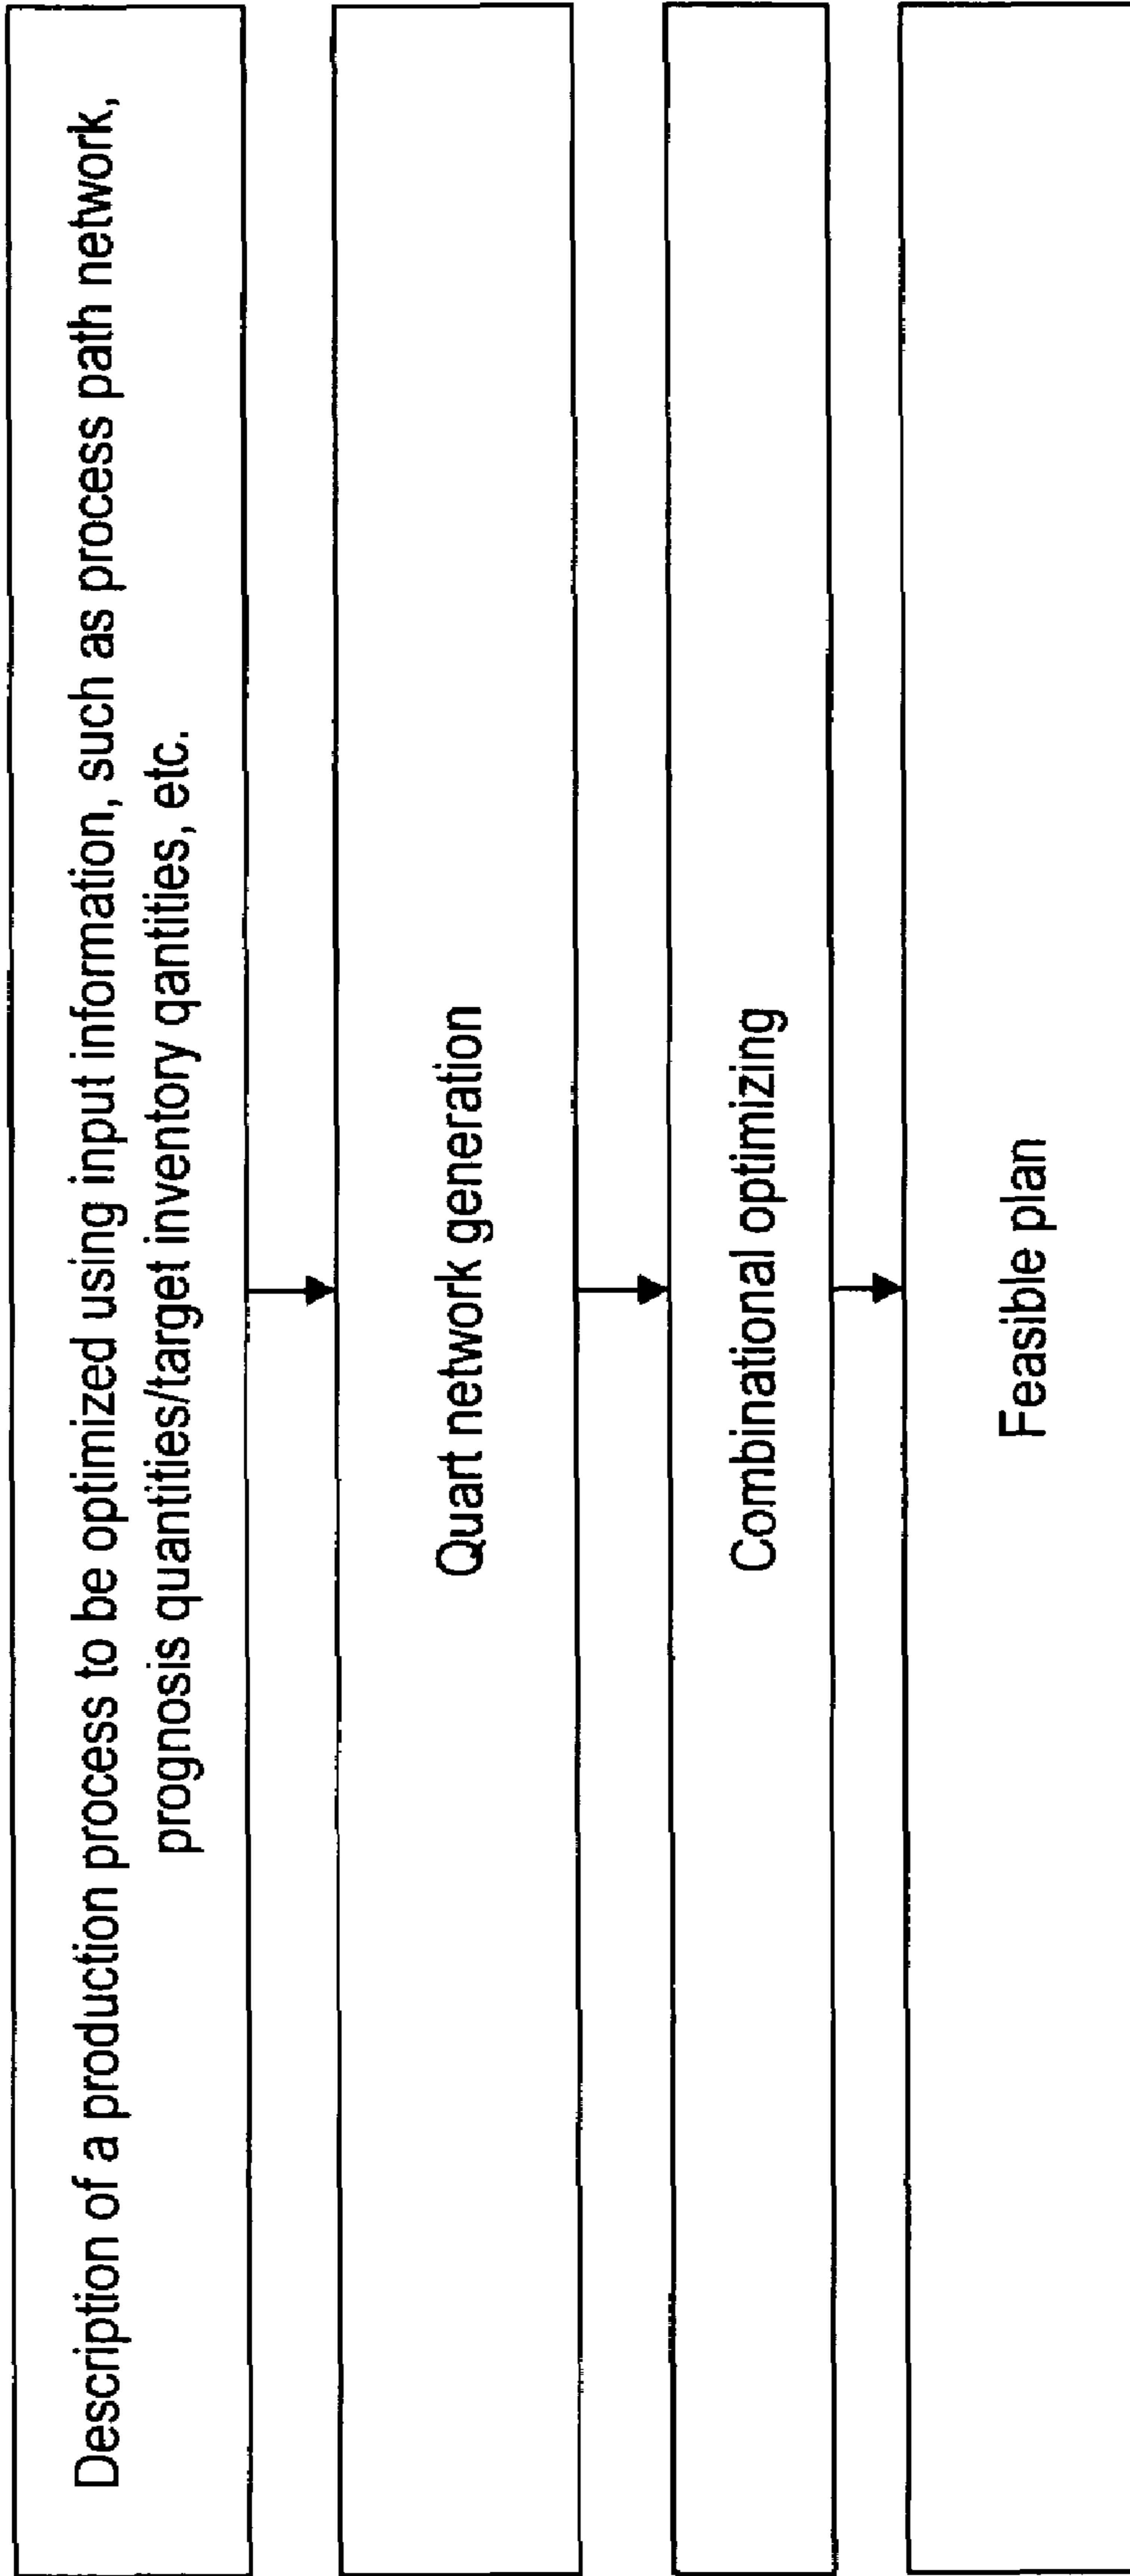 Description of a production process to be optimized using input information, such as process path network,
prognosis quantities/target inventory qantities, etc.
Quart network generation
Combinational optimizing
Feasible plan